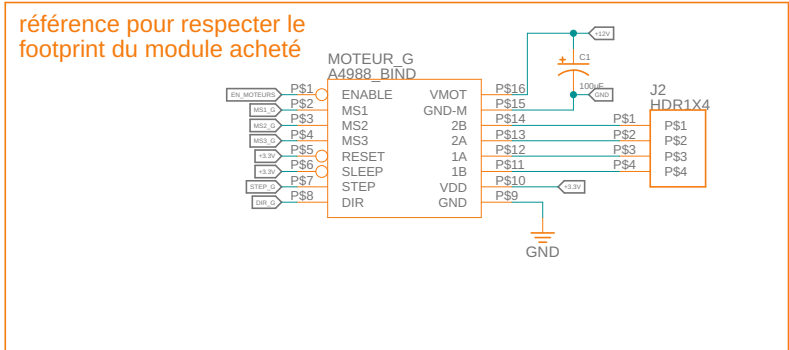 référence pour respecter le
footprint du module acheté
MOTEUR_G
A4988_BIND
+12V
C1
100uF
GND
J2
HDR1X4
EN_MOTEURS P$1 ENABLE VMOT P$16
MS1_G P$2 MS1 GND-M P$15
MS2_G P$3 MS2 2B P$14 P$1 P$1
MS3_G P$4 MS3 2A P$13 P$2 P$2
+3.3V P$5 RESET 1A P$12 P$3 P$3
+3.3V P$6 SLEEP 1B P$11 P$4 P$4
STEP_G P$7 STEP VDD P$10 +3.3V
DIR_G P$8 DIR GND P$9
GND